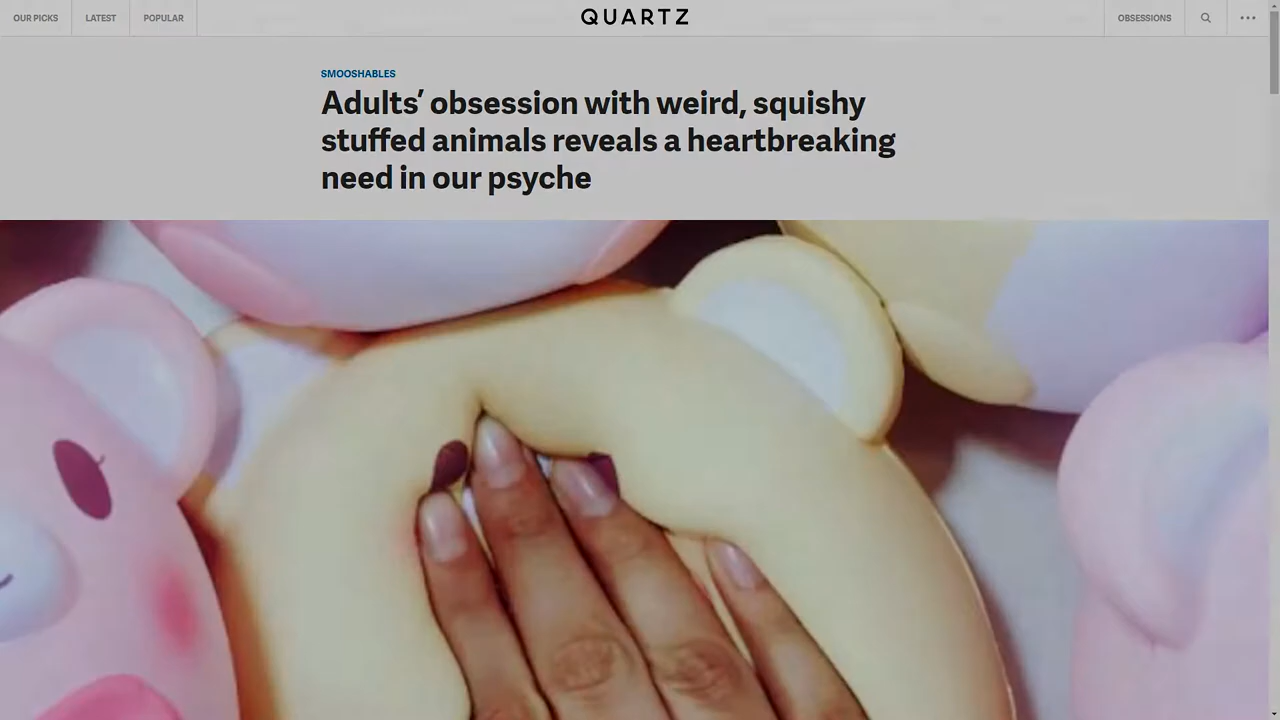 OUR PICKS LATEST POPULAR QUARTZ OBSESSIONS
SMOOSHABLES
Adults’ obsession with weird, squishy
stuffed animals reveals a heartbreaking
need in our psyche